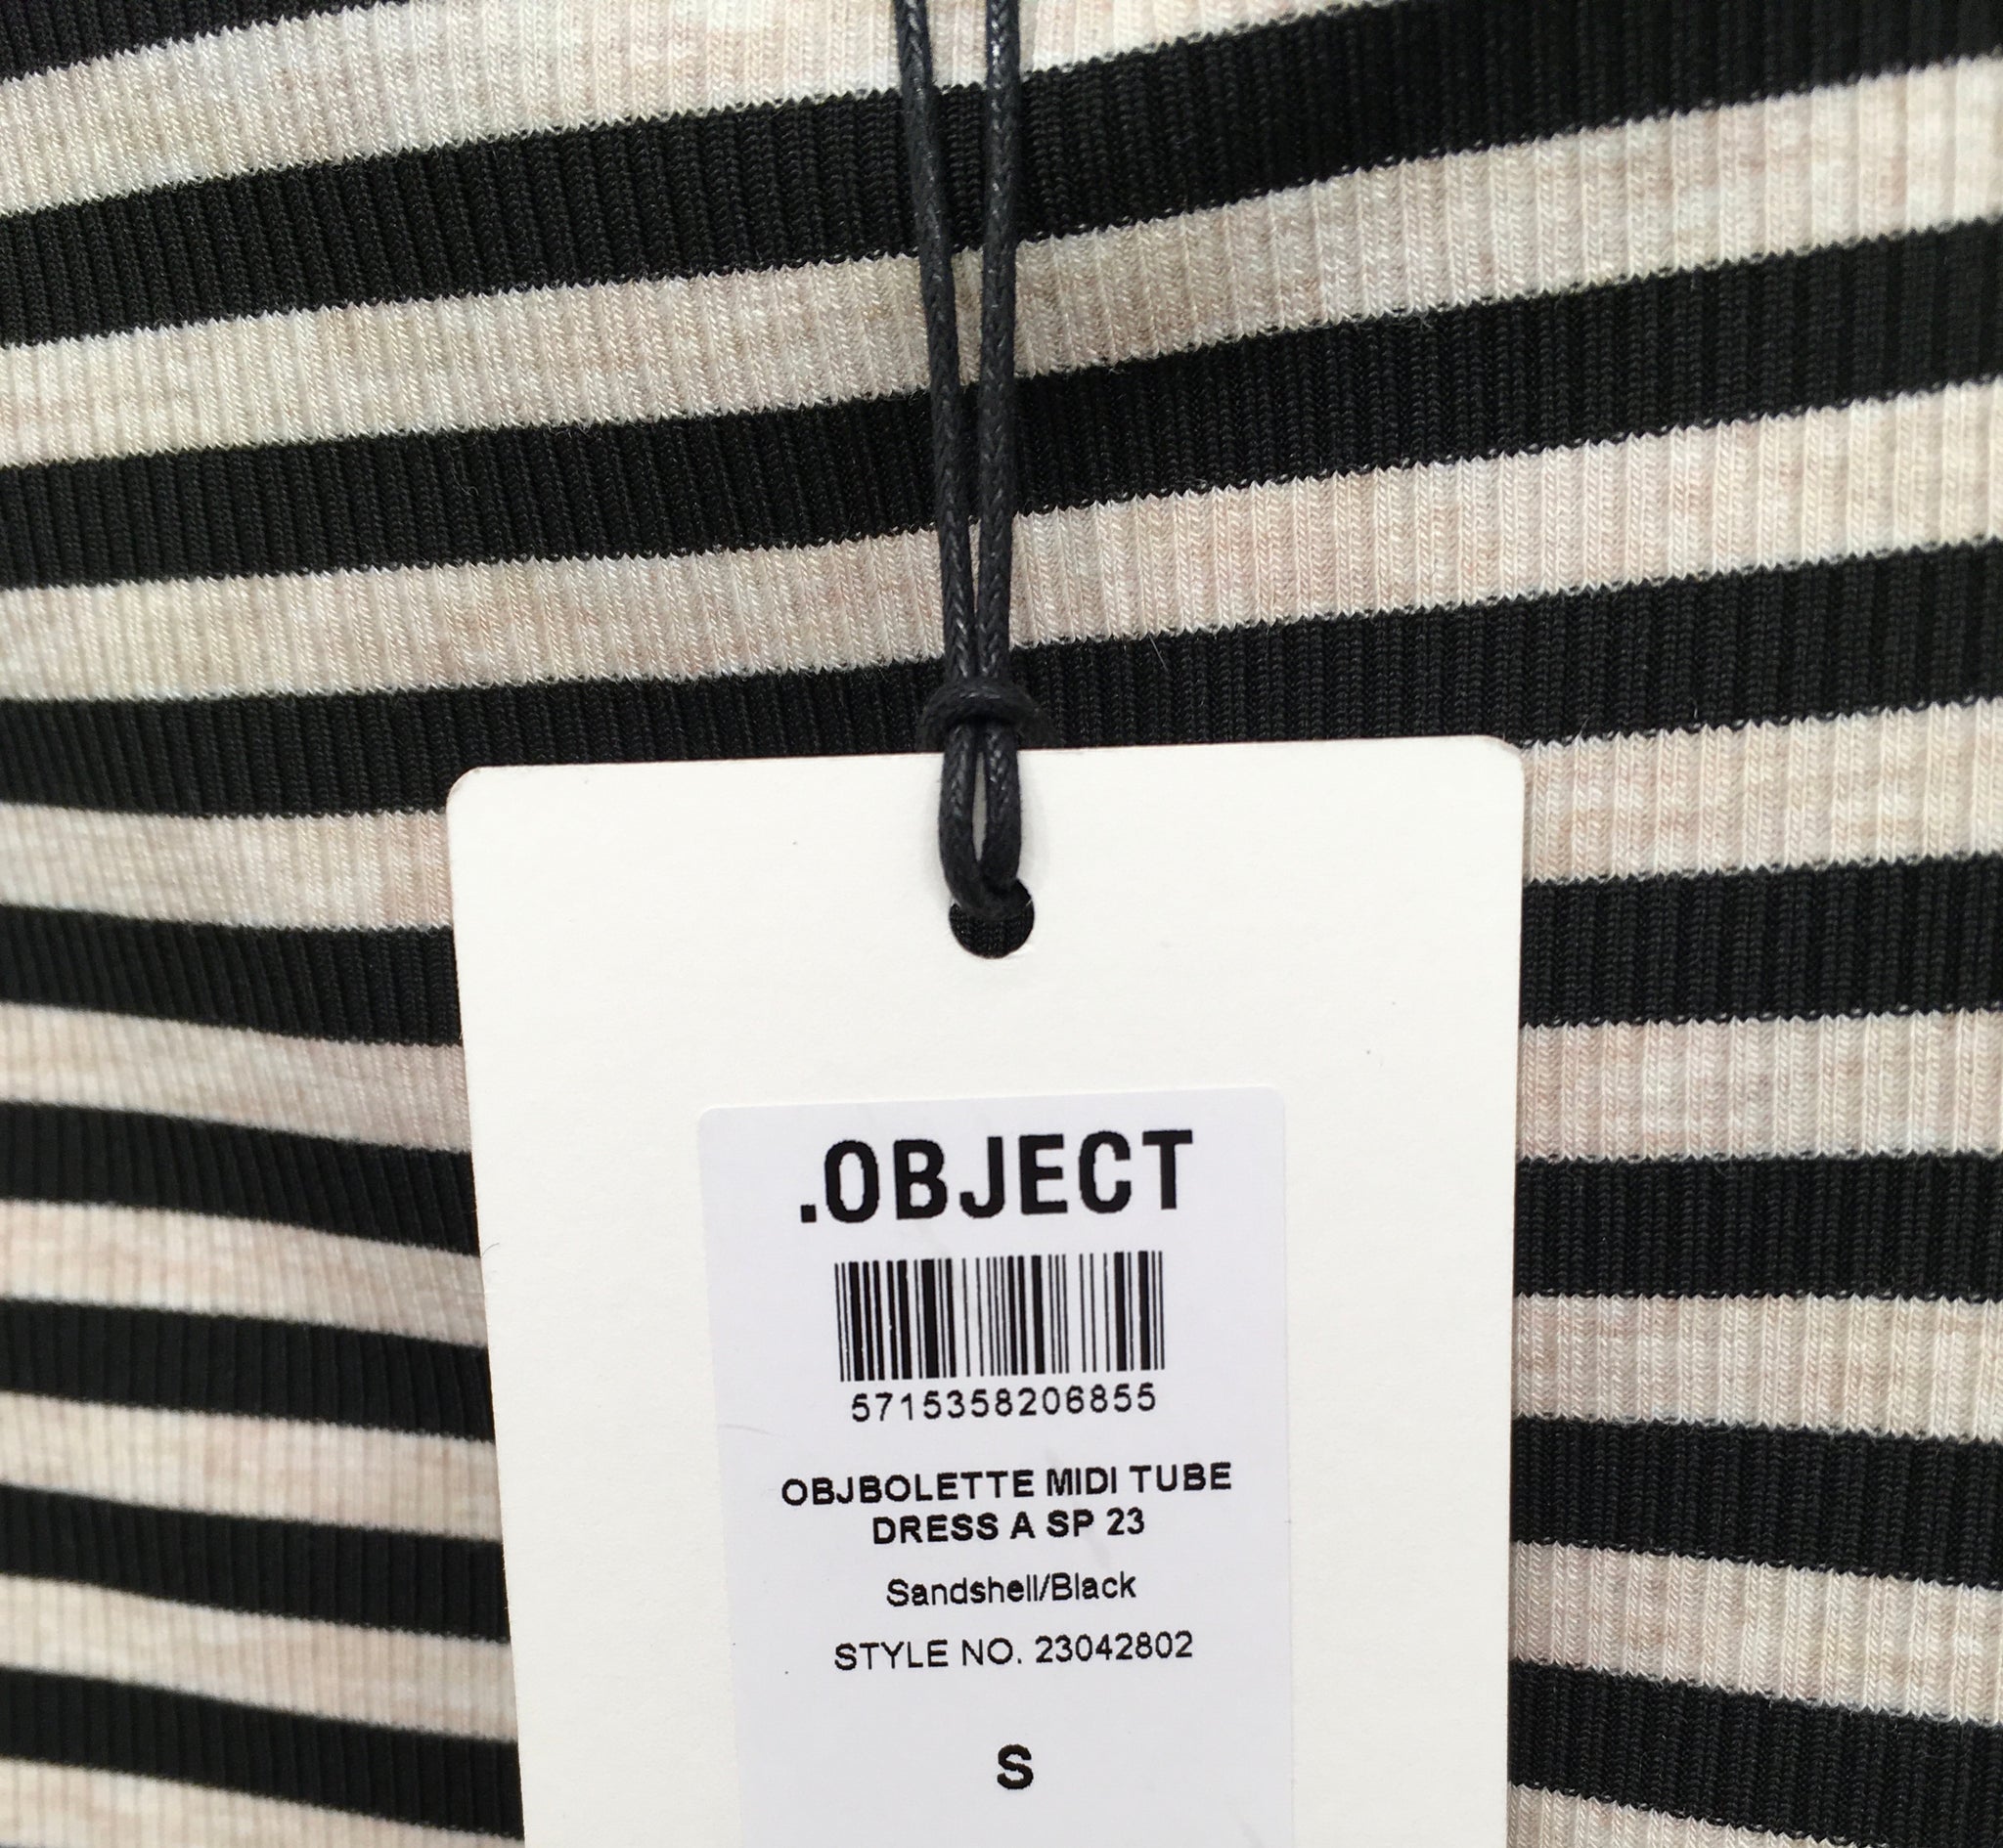 .OBJECT
5715358206855
OBJBOLETTE MIDI TUBE
DRESS A SP 23
Sandshell/Black
STYLE NO. 23042802
S